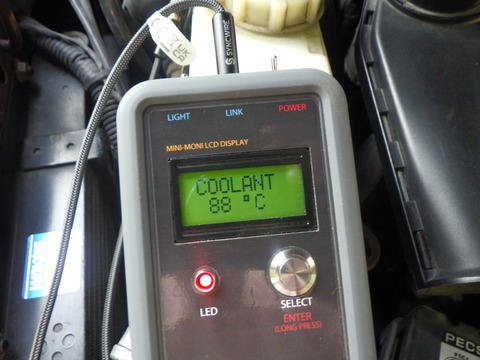 SYNCWIRE
LIGHT LINK POWER
MINI-MONI LCD DISPLAY
COOLANT
88 °C
LED
SELECT
ENTER
(LONG PRESS)